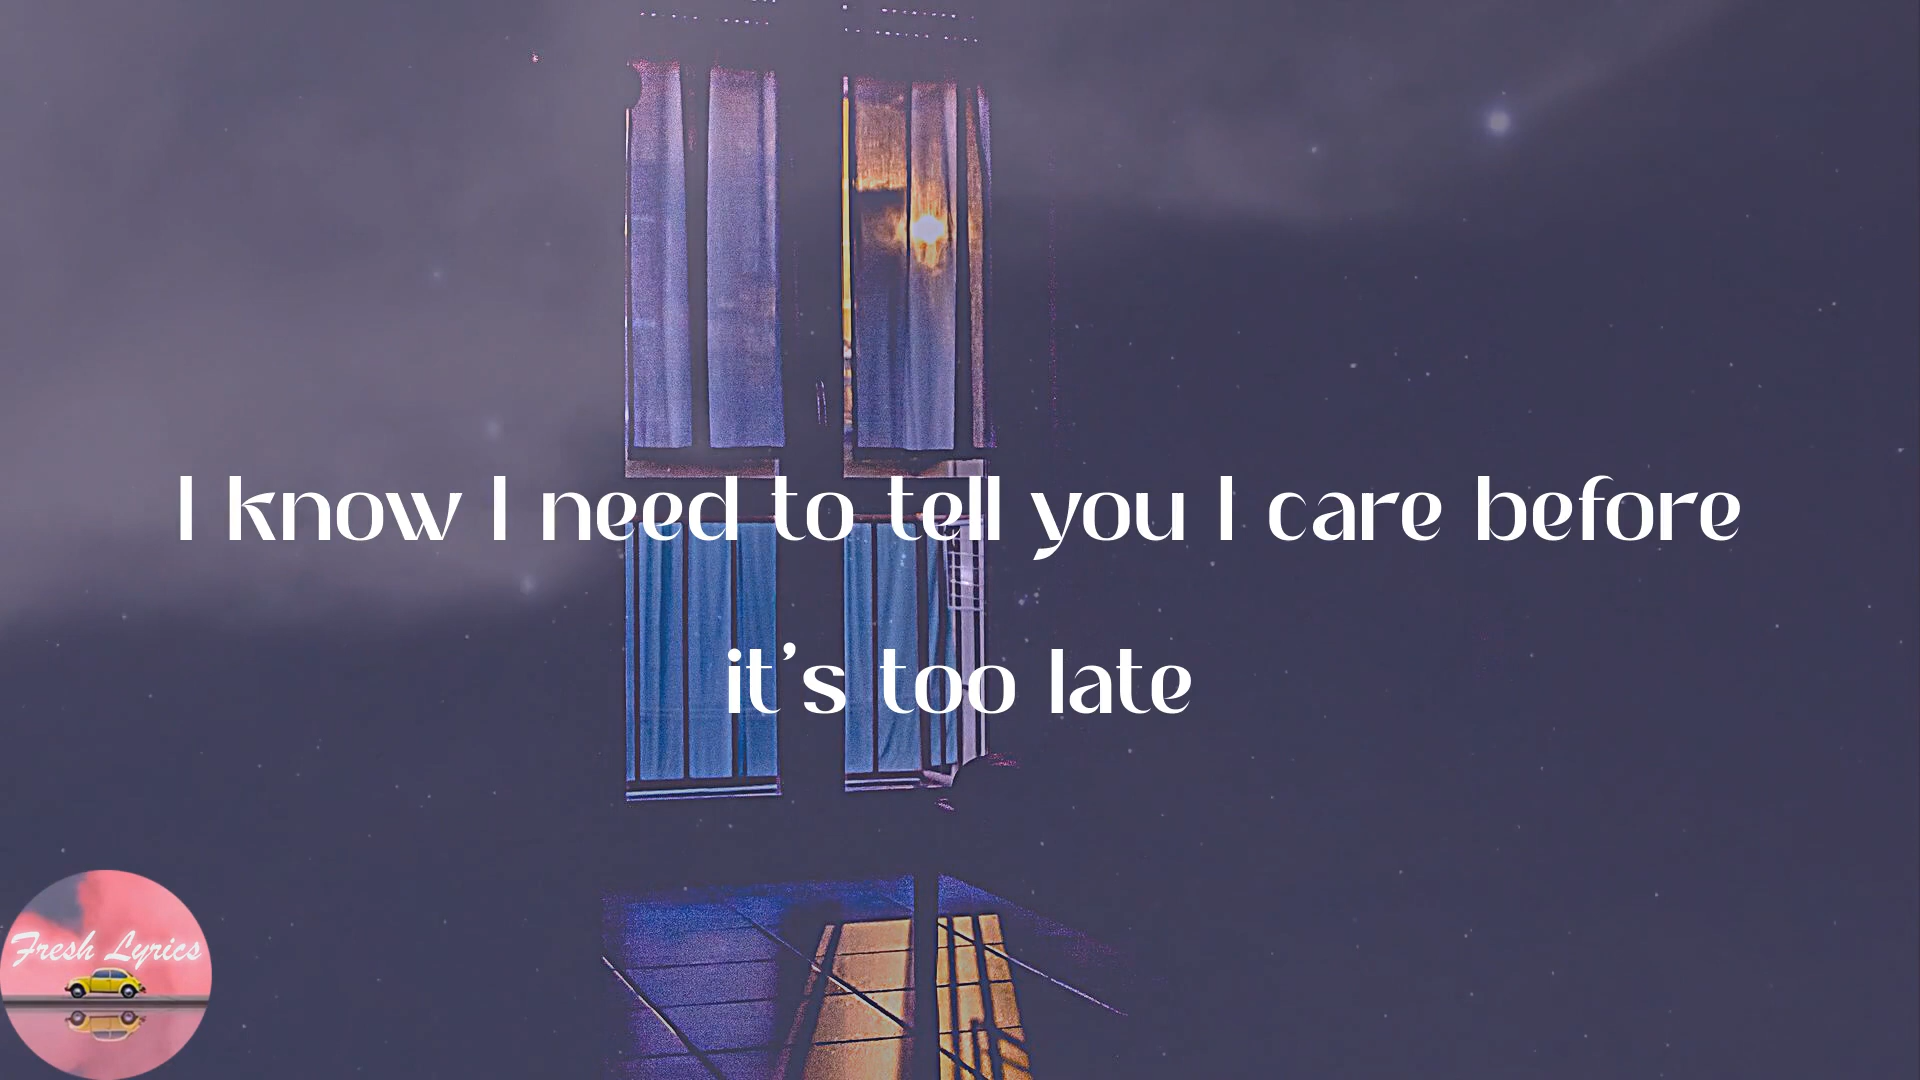 I know I need to tell you I care before
it's too late
Fresh Lyrics